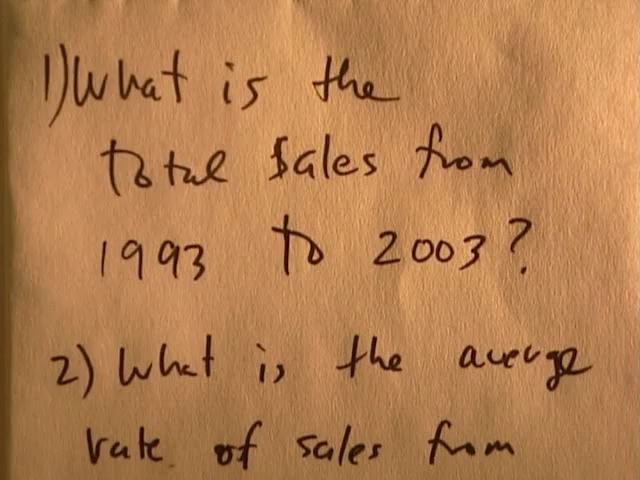 1) What is the
total sales from
1993 to 2003?
2) What is the average
rate of sales from